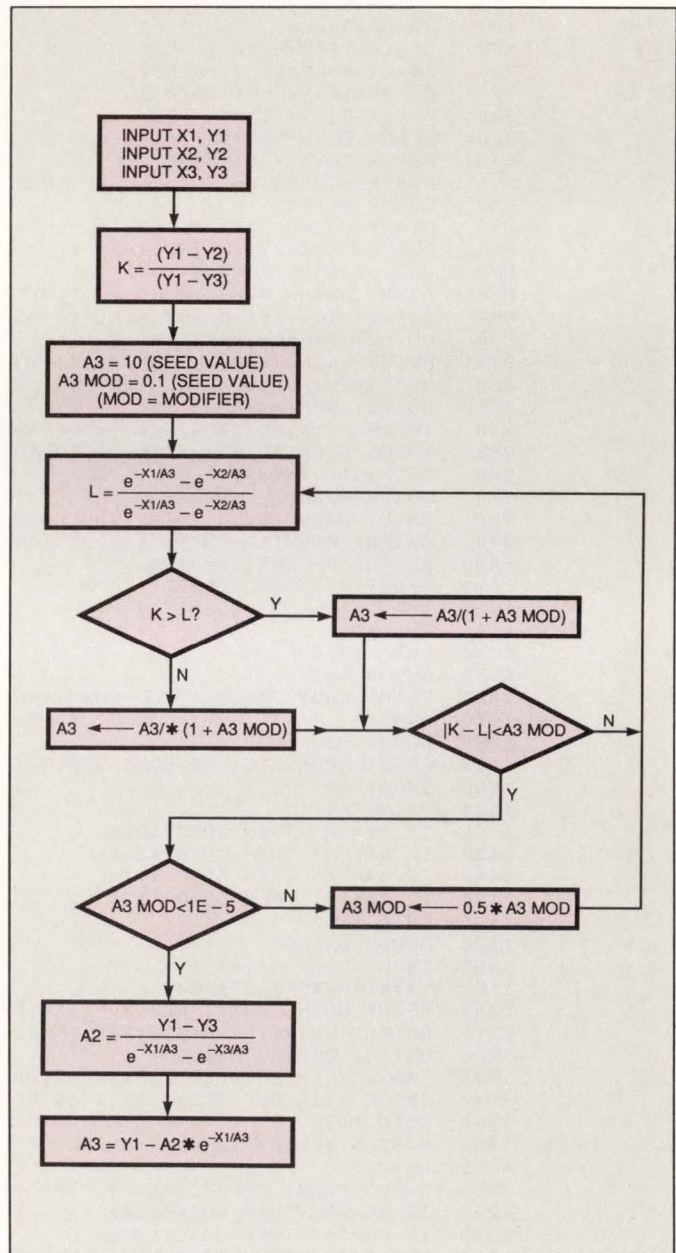 INPUT X1, Y1
INPUT X2, Y2
INPUT X3, Y3
K = (Y1 – Y2) / (Y1 – Y3)
A3 = 10 (SEED VALUE)
A3 MOD = 0.1 (SEED VALUE)
(MOD = MODIFIER)
L = e^–X1/A3 – e^–X2/A3 / e^–X1/A3 – e^–X2/A3
K > L?
Y
A3 ← A3/(1 + A3 MOD)
N
A3 ← A3/* (1 + A3 MOD)
|K – L|<A3 MOD
N
Y
A3 MOD<1E – 5
N
A3 MOD ← 0.5 * A3 MOD
Y
A2 = Y1 – Y3 / e^–X1/A3 – e^–X3/A3
A3 = Y1 – A2 * e^–X1/A3